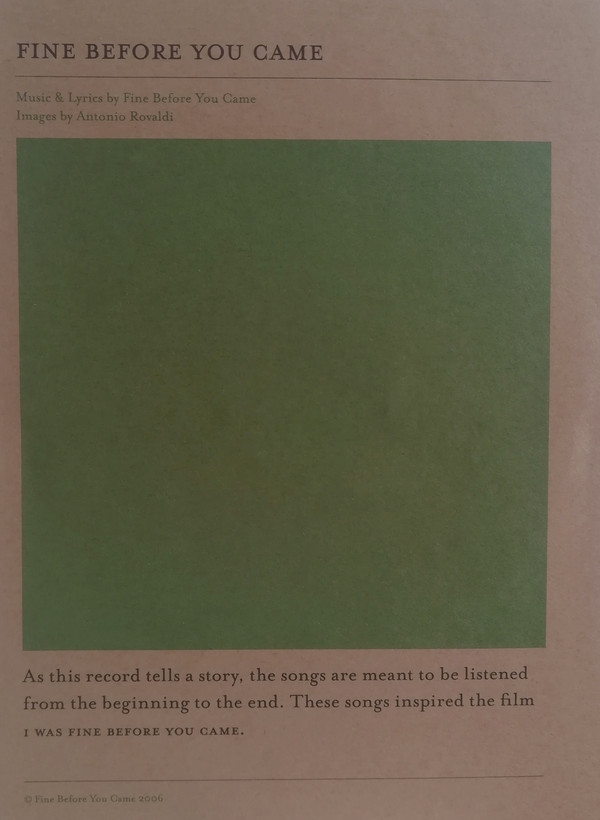 FINE BEFORE YOU CAME
Music & Lyrics by Fine Before You Came
Images by Antonio Rovaldi
As this record tells a story, the songs are meant to be listened
from the beginning to the end. These songs inspired the film
I WAS FINE BEFORE YOU CAME.
© Fine Before You Came 2006